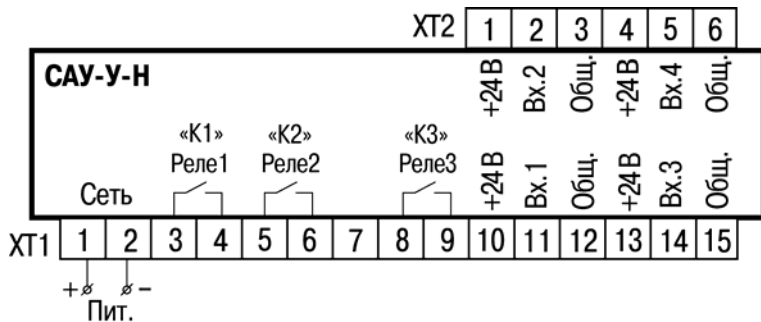 XT2 1 2 3 4 5 6
САУ-У-Н
+24 В Вх.2 Общ. +24 В Вх.4 Общ.
«К1» «К2» «К3»
Реле1 Реле2 Реле3
+24 В Вх.1 Общ. +24 В Вх.3 Общ.
Сеть
XT1 1 2 3 4 5 6 7 8 9 10 11 12 13 14 15
+ −
Пит.